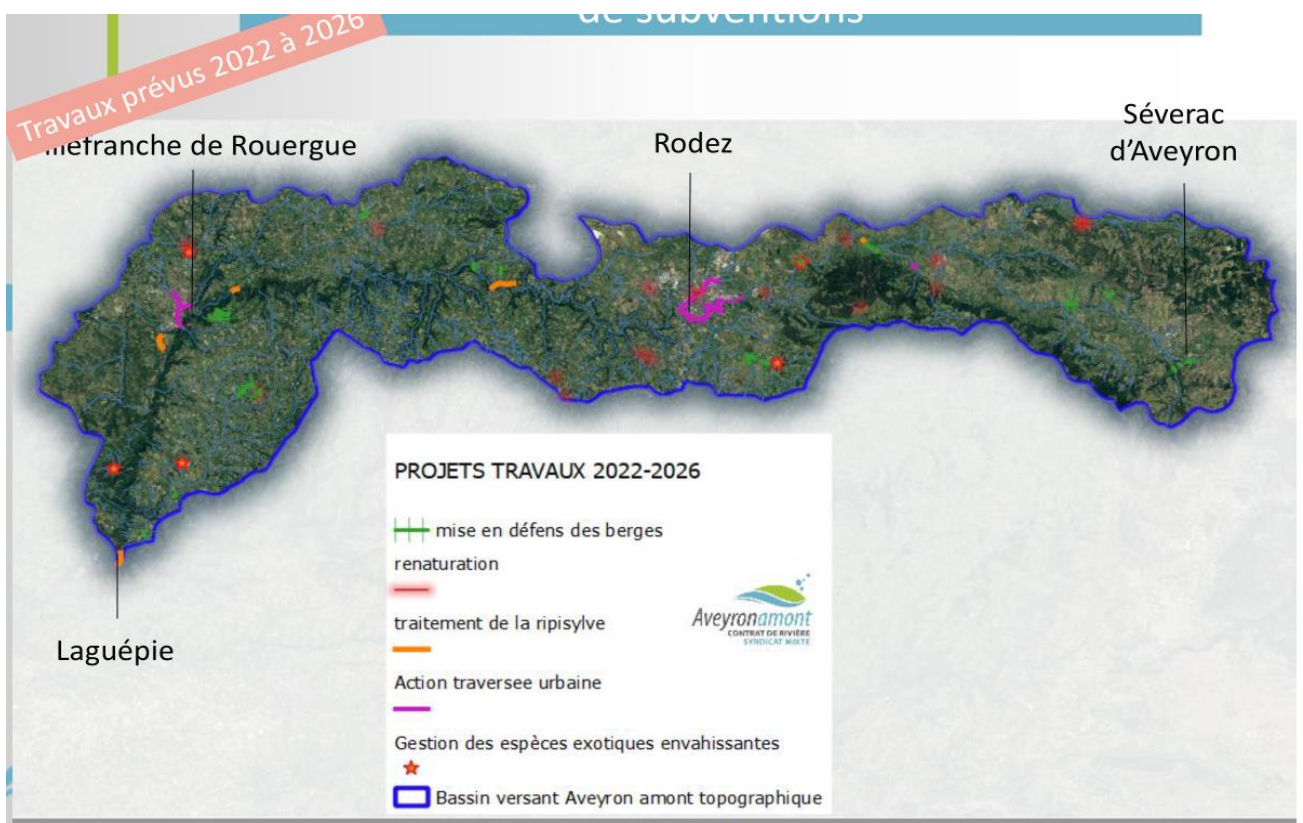 de subventions
Travaux prévus 2022 à 2026
llefranche de Rouergue
Rodez
Séverac
d'Aveyron
Laguépie
PROJETS TRAVAUX 2022-2026
mise en défens des berges
renaturation
traitement de la ripisylve
Action traversee urbaine
Gestion des espèces exotiques envahissantes
Bassin versant Aveyron amont topographique
Aveyronamont
CONTRAT DE RIVIÈRE
SYNDICAT MIXTE